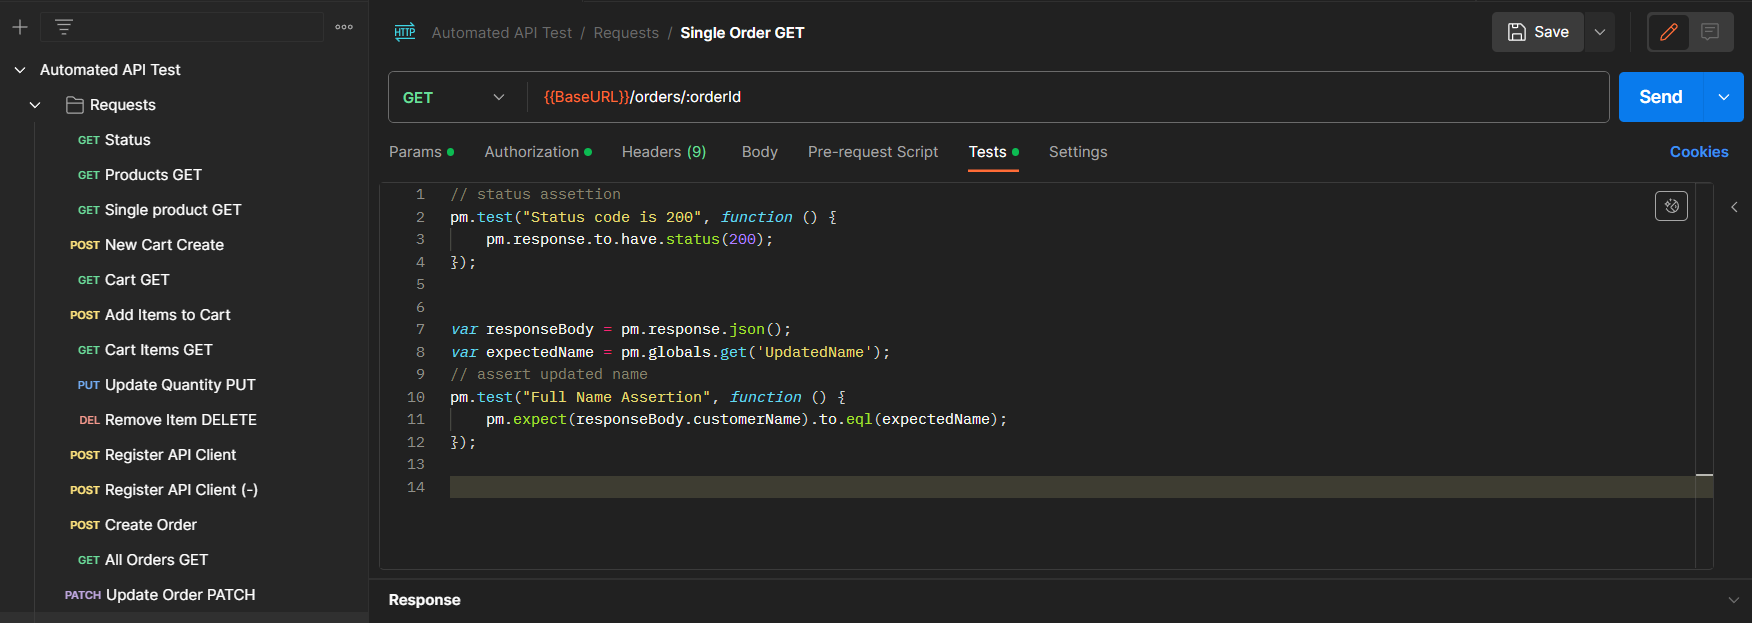 Automated API Test
Requests
GET Status
GET Products GET
GET Single product GET
POST New Cart Create
GET Cart GET
POST Add Items to Cart
GET Cart Items GET
PUT Update Quantity PUT
DEL Remove Item DELETE
POST Register API Client
POST Register API Client (-)
POST Create Order
GET All Orders GET
PATCH Update Order PATCH
HTTP Automated API Test / Requests / Single Order GET
Save
GET {{BaseURL}}/orders/:orderId
Send
Params Authorization Headers (9) Body Pre-request Script Tests Settings Cookies
1 // status assettion
2 pm.test("Status code is 200", function () {
3 pm.response.to.have.status(200);
4 });
5
6
7 var responseBody = pm.response.json();
8 var expectedName = pm.globals.get('UpdatedName');
9 // assert updated name
10 pm.test("Full Name Assertion", function () {
11 pm.expect(responseBody.customerName).to.eql(expectedName);
12 });
13
14
Response